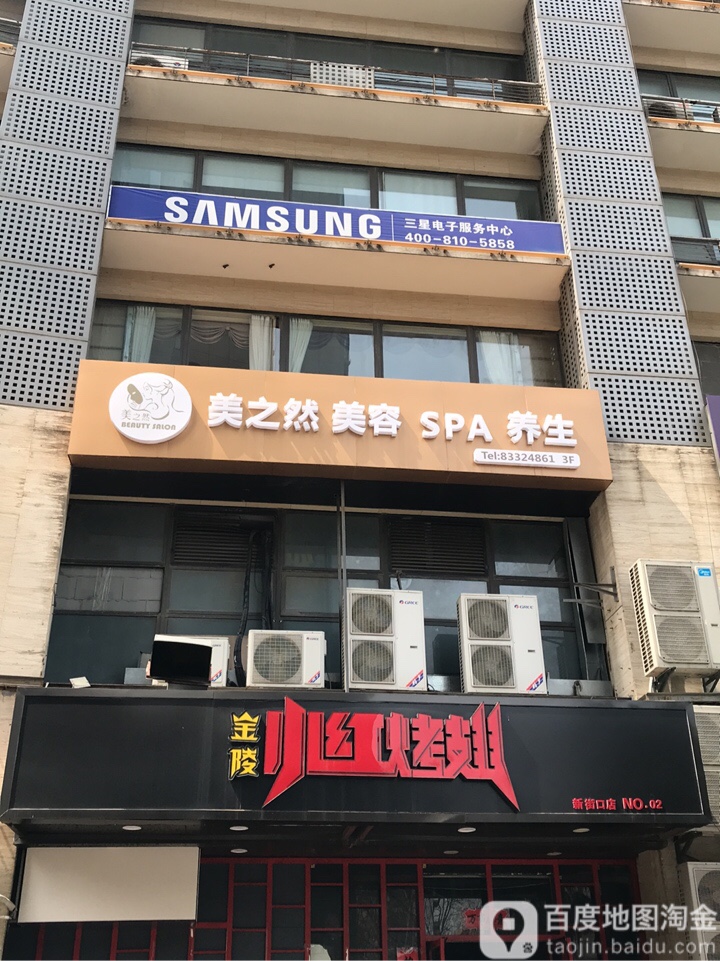 SAMSUNG
三星电子服务中心
400-810-5858
美之然
BEAUTY SALON
美之然 美容 SPA 养生
Tel:83324861 3F
GREE
GREE
金陵
小红烤翅
新街口店 NO.02
百度地图淘金
taojin.baidu.com